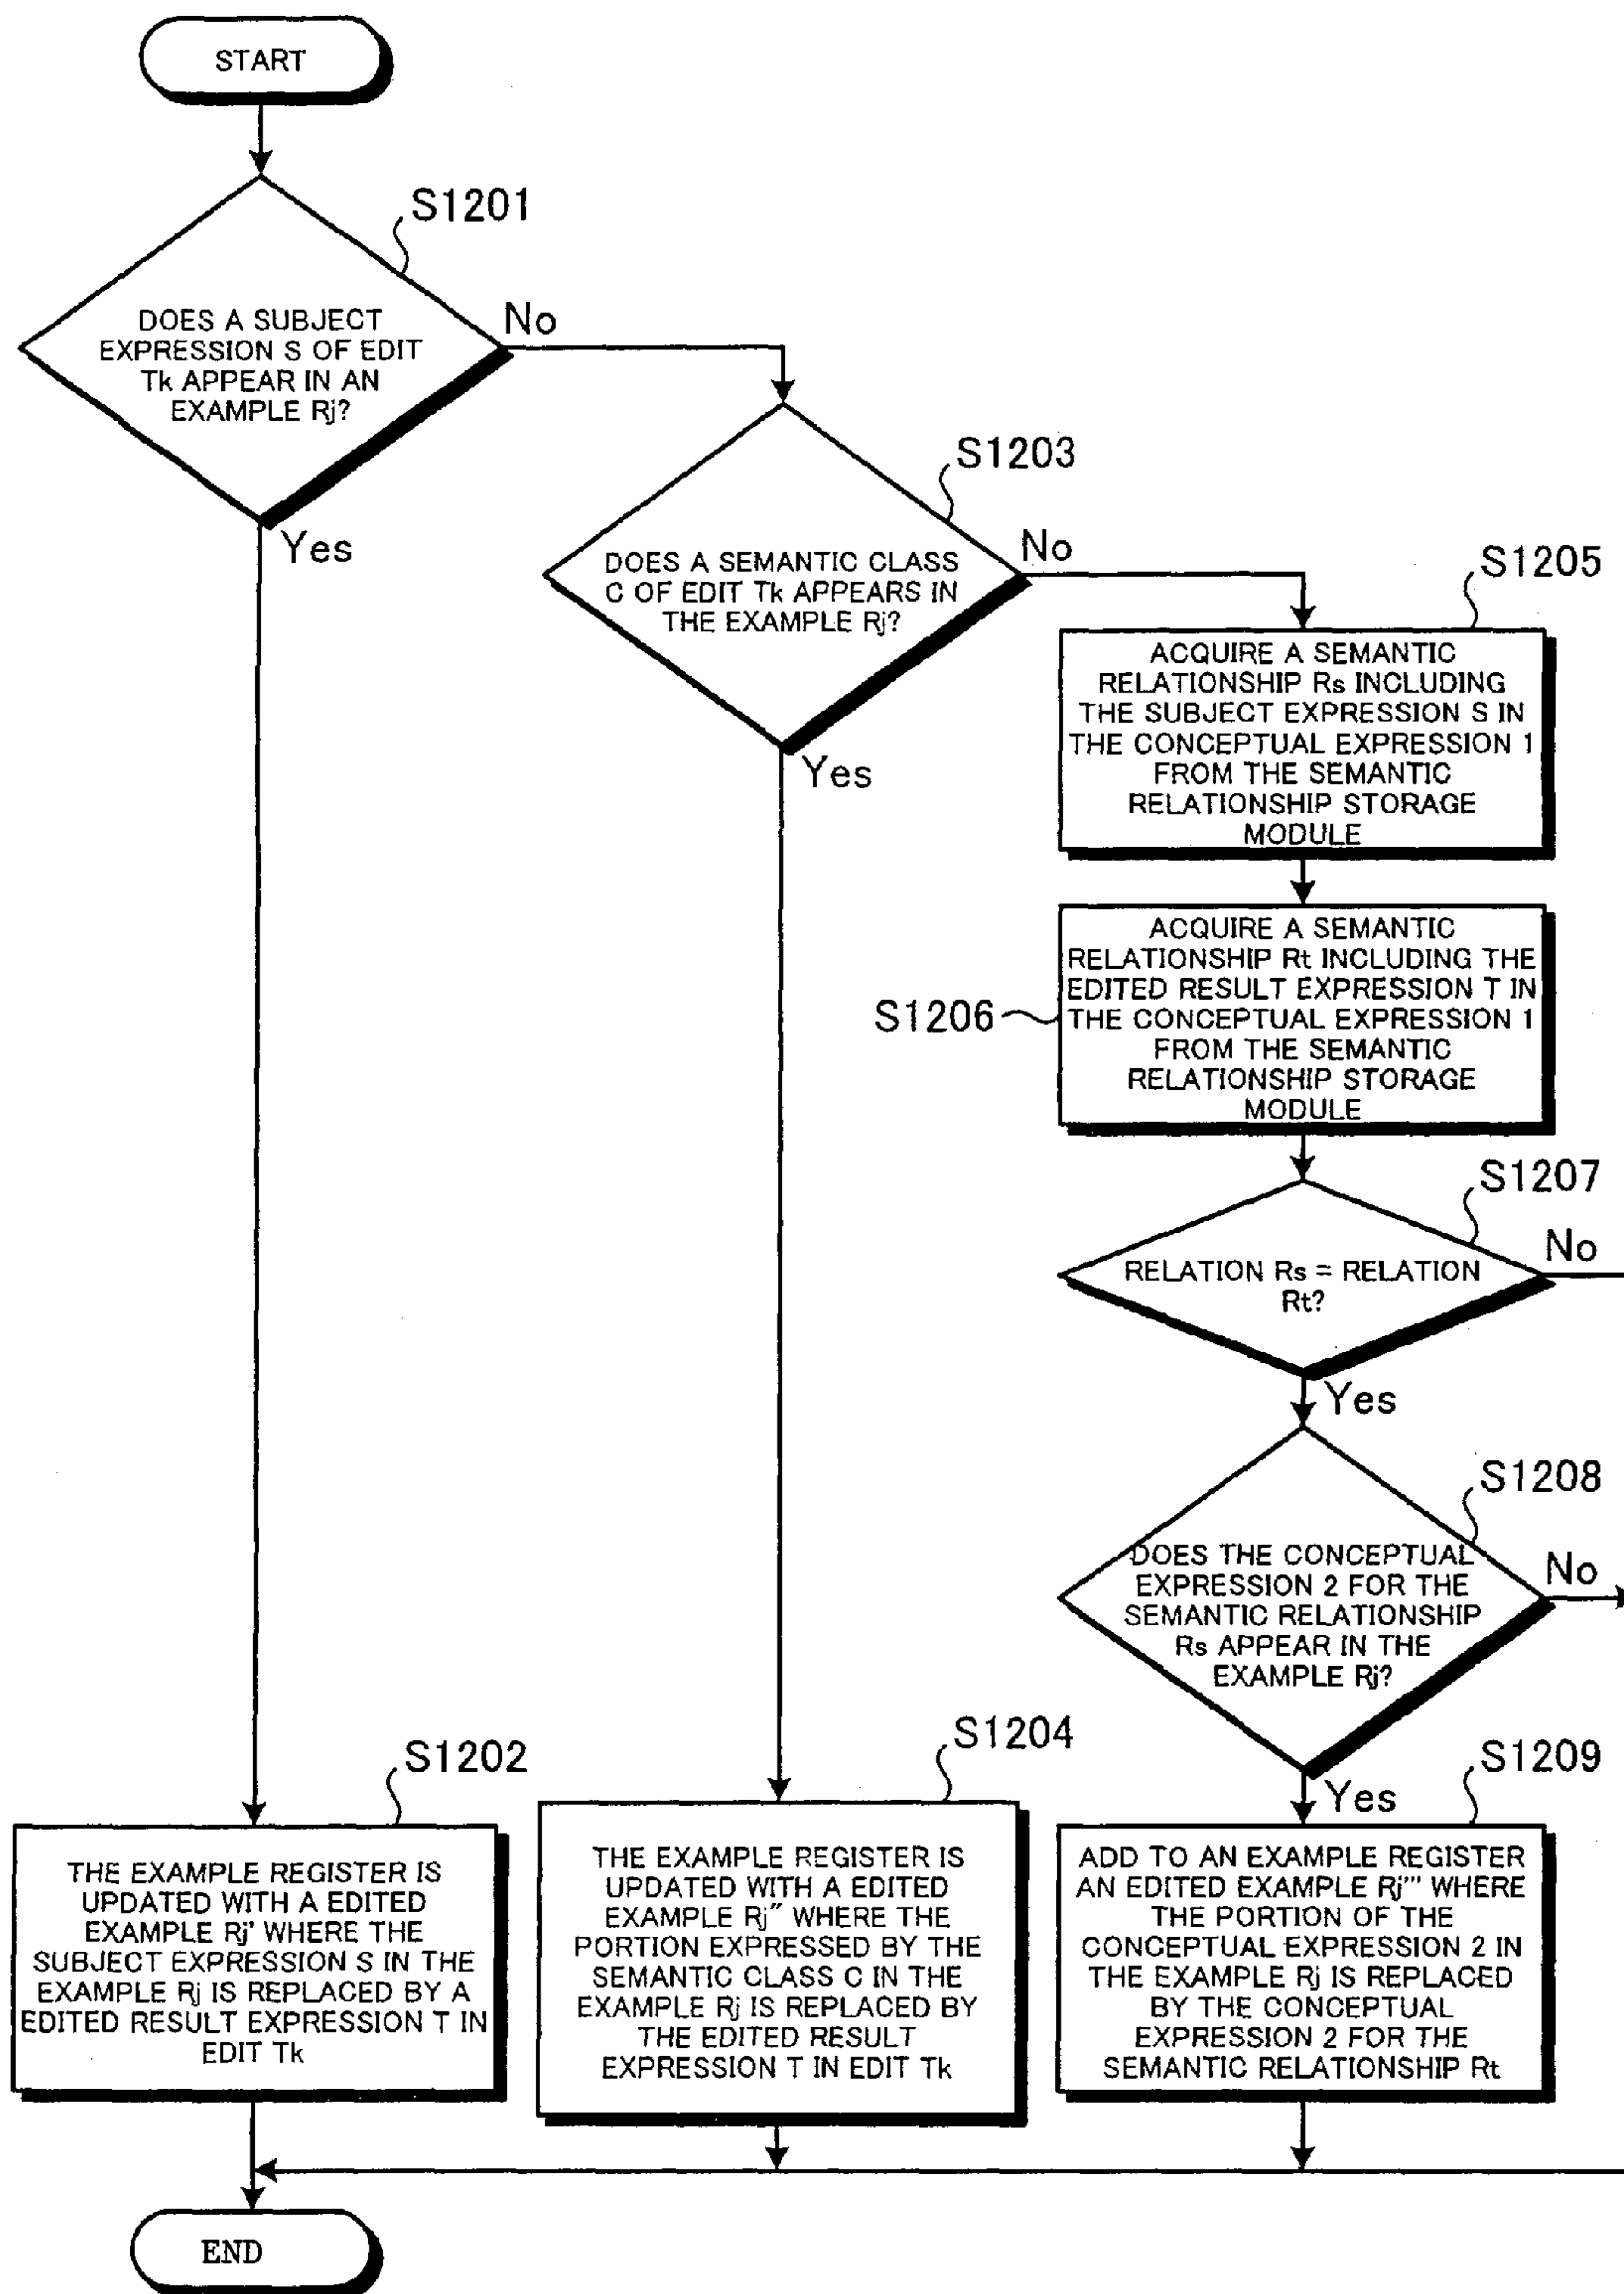 START
S1201
DOES A SUBJECT
EXPRESSION S OF EDIT
Tk APPEAR IN AN
EXAMPLE Rj?
No
Yes
S1203
DOES A SEMANTIC CLASS
C OF EDIT Tk APPEARS IN
THE EXAMPLE Rj?
No
Yes
S1205
ACQUIRE A SEMANTIC
RELATIONSHIP Rs INCLUDING
THE SUBJECT EXPRESSION S IN
THE CONCEPTUAL EXPRESSION 1
FROM THE SEMANTIC
RELATIONSHIP STORAGE
MODULE
S1206
ACQUIRE A SEMANTIC
RELATIONSHIP Rt INCLUDING THE
EDITED RESULT EXPRESSION T IN
THE CONCEPTUAL EXPRESSION 1
FROM THE SEMANTIC
RELATIONSHIP STORAGE
MODULE
S1207
RELATION Rs = RELATION
Rt?
No
Yes
S1208
DOES THE CONCEPTUAL
EXPRESSION 2 FOR THE
SEMANTIC RELATIONSHIP
Rs APPEAR IN THE
EXAMPLE Rj?
No
Yes
S1202
THE EXAMPLE REGISTER IS
UPDATED WITH A EDITED
EXAMPLE Rj' WHERE THE
SUBJECT EXPRESSION S IN THE
EXAMPLE Rj IS REPLACED BY A
EDITED RESULT EXPRESSION T IN
EDIT Tk
S1204
THE EXAMPLE REGISTER IS
UPDATED WITH A EDITED
EXAMPLE Rj" WHERE THE
PORTION EXPRESSED BY THE
SEMANTIC CLASS C IN THE
EXAMPLE Rj IS REPLACED BY
THE EDITED RESULT
EXPRESSION T IN EDIT Tk
S1209
ADD TO AN EXAMPLE REGISTER
AN EDITED EXAMPLE Rj''' WHERE
THE PORTION OF THE
CONCEPTUAL EXPRESSION 2 IN
THE EXAMPLE Rj IS REPLACED
BY THE CONCEPTUAL
EXPRESSION 2 FOR THE
SEMANTIC RELATIONSHIP Rt
END